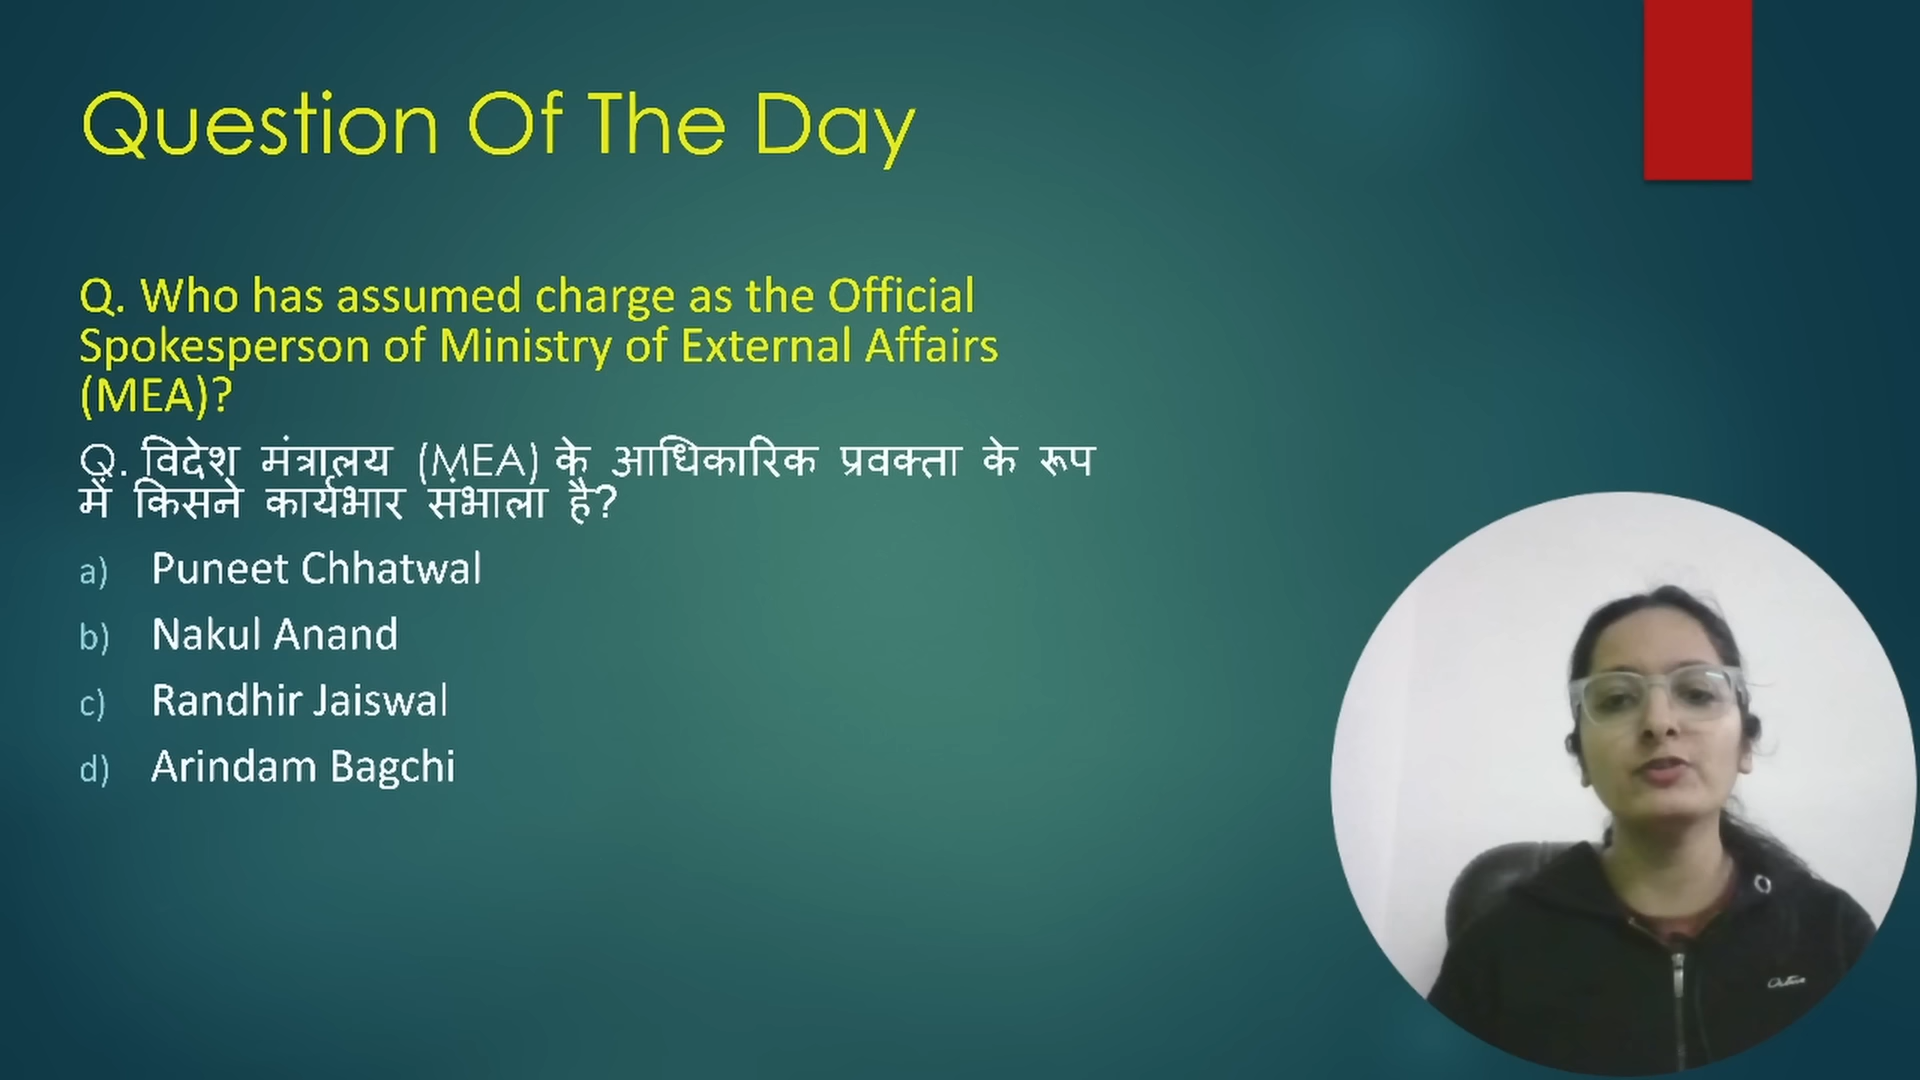 Question Of The Day
Q. Who has assumed charge as the Official
Spokesperson of Ministry of External Affairs
(MEA)?
Q. विदेश मंत्रालय (MEA) के आधिकारिक प्रवक्ता के रूप
में किसने कार्यभार संभाला है?
a) Puneet Chhatwal
b) Nakul Anand
c) Randhir Jaiswal
d) Arindam Bagchi